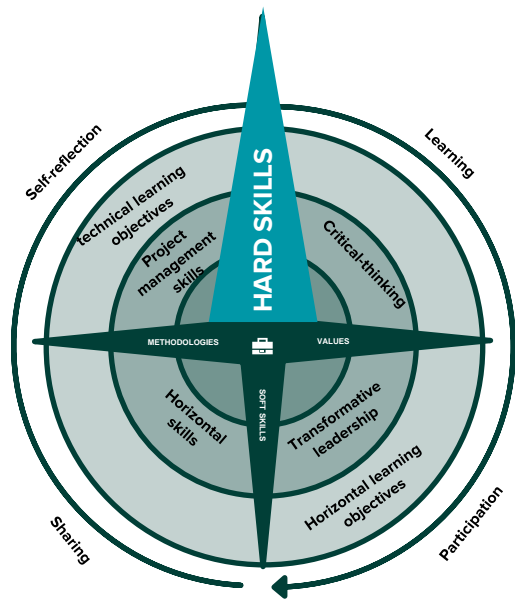 Self-reflection
Learning
technical learning
objectives
Project
management
skills
HARD SKILLS
Critical-thinking
METHODOLOGIES
VALUES
SOFT SKILLS
Horizontal
skills
Transformative
leadership
Horizontal learning
objectives
Sharing
Participation